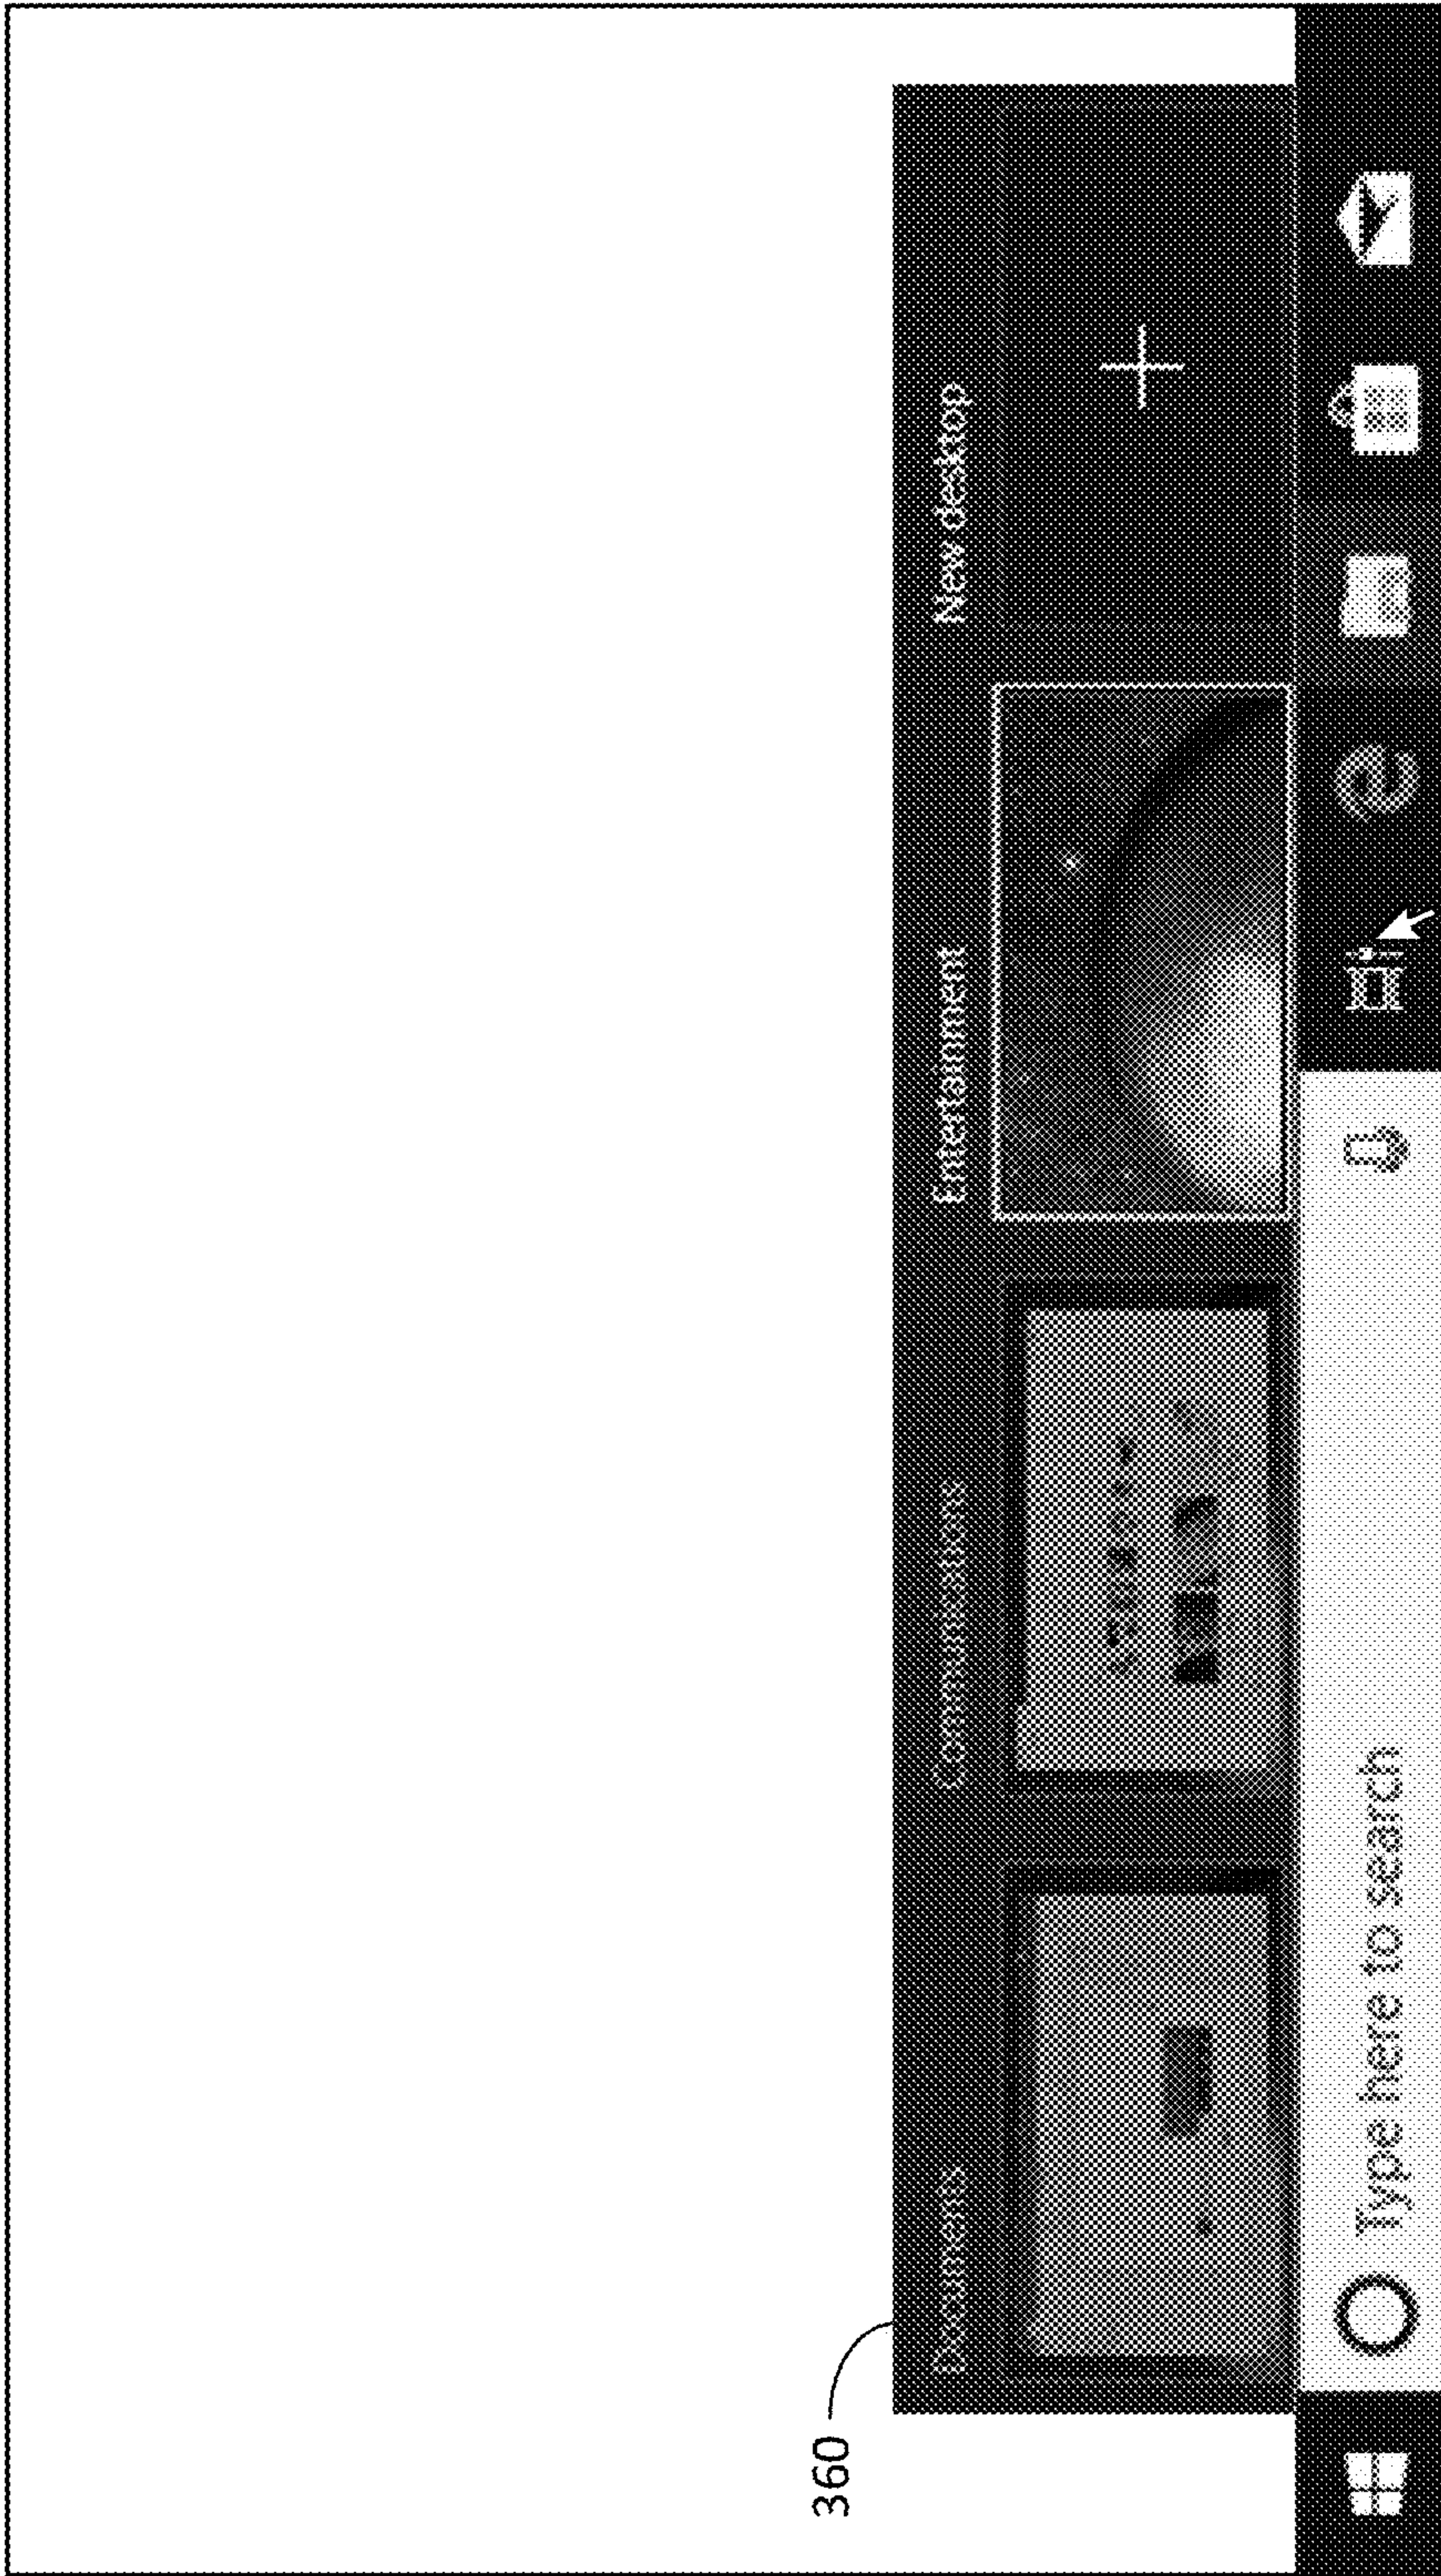 360
Documents
Communications
Entertainment
New desktop
Type here to search